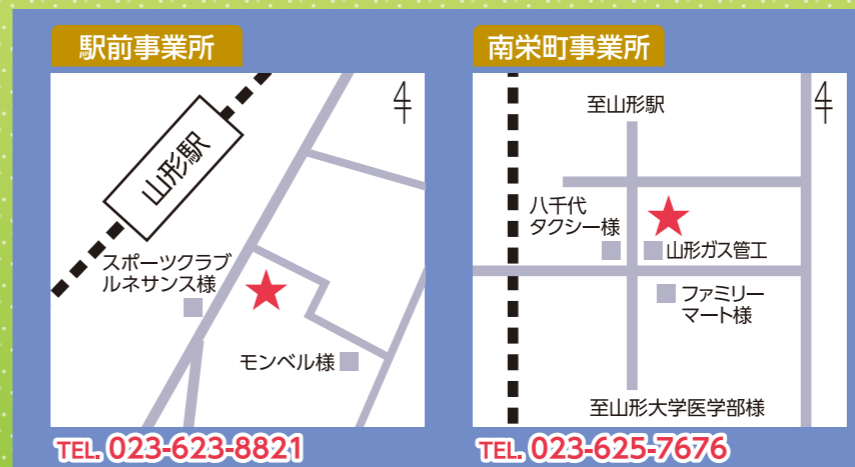 駅前事業所
山形駅
スポーツクラブ
ルネサンス様
モンベル様
TEL. 023-623-8821
南栄町事業所
至山形駅
八千代
タクシー様
山形ガス管工
ファミリー
マート様
至山形大学医学部様
TEL. 023-625-7676